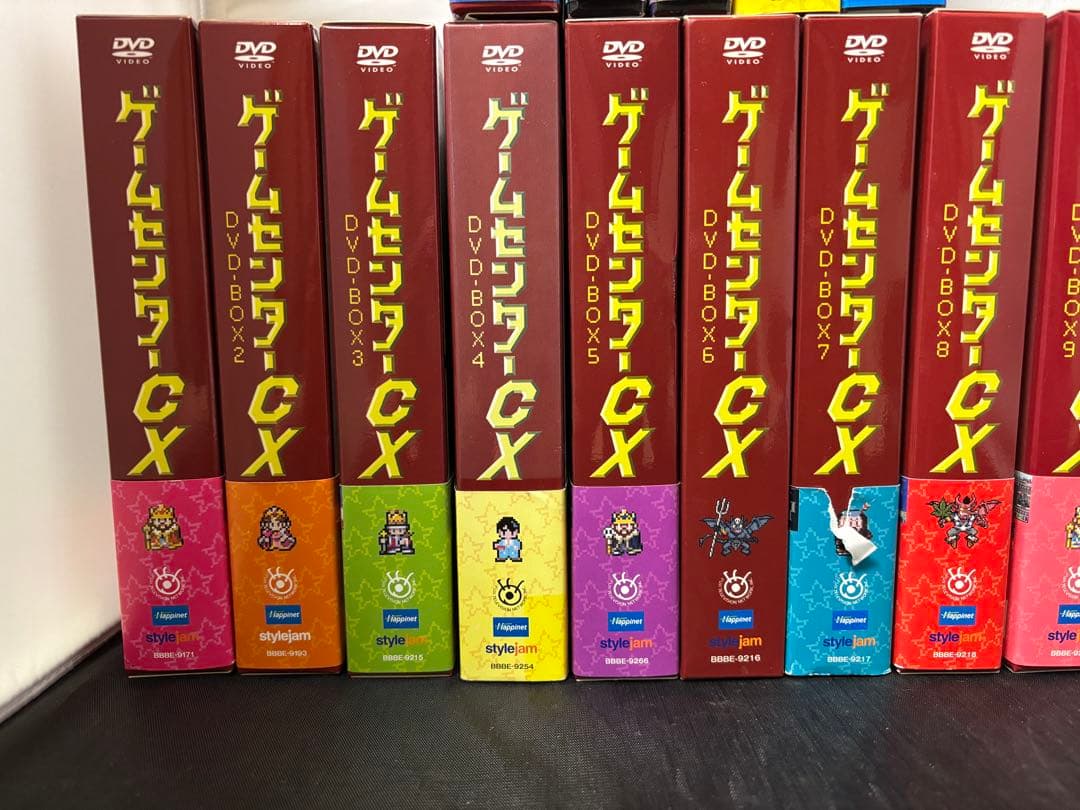 DVD
VIDEO
ゲームセンターCX
Happinet
stylejam
BBBE-9171
DVD
VIDEO
ゲームセンターCX
DVD-BOX2
Happinet
stylejam
BBBE-9193
DVD
VIDEO
ゲームセンターCX
DVD-BOX3
Happinet
stylejam
BBBE-9215
DVD
VIDEO
ゲームセンターCX
DVD-BOX4
Happinet
stylejam
BBBE-9254
DVD
VIDEO
ゲームセンターCX
DVD-BOX5
Happinet
stylejam
BBBE-9266
DVD
VIDEO
ゲームセンターCX
DVD-BOX6
Happinet
stylejam
BBBE-9216
DVD
VIDEO
ゲームセンターCX
DVD-BOX7
Happinet
stylejam
BBBE-9217
DVD
VIDEO
ゲームセンターCX
DVD-BOX8
Happinet
stylejam
BBBE-9218
DVD-BOX9